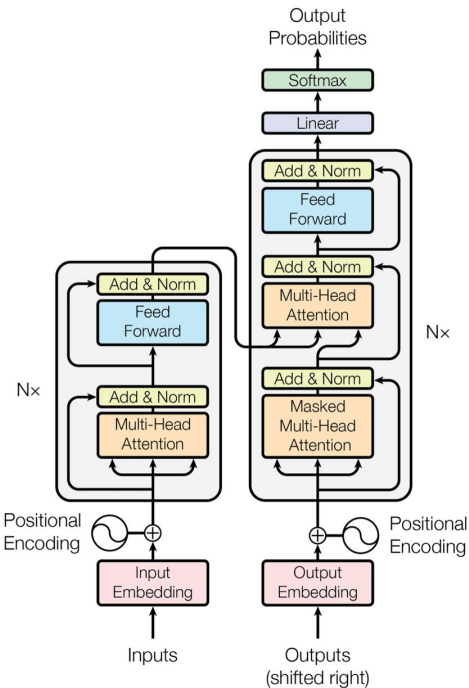 Output
Probabilities
Softmax
Linear
Add & Norm
Feed
Forward
Add & Norm
Multi-Head
Attention
Add & Norm
Masked
Multi-Head
Attention
N×
Add & Norm
Feed
Forward
Add & Norm
Multi-Head
Attention
N×
Positional
Encoding
Positional
Encoding
Input
Embedding
Output
Embedding
Inputs
Outputs
(shifted right)